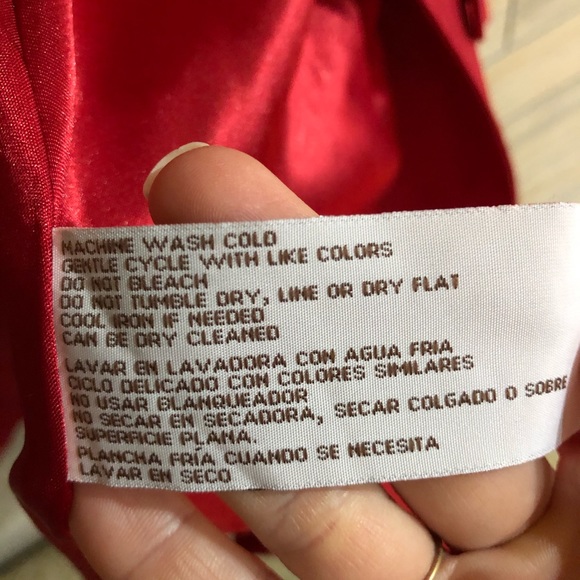 MACHINE WASH COLD
GENTLE CYCLE WITH LIKE COLORS
DO NOT BLEACH
DO NOT TUMBLE DRY, LINE OR DRY FLAT
COOL IRON IF NEEDED
CAN BE DRY CLEANED
LAVAR EN LAVADORA CON AGUA FRIA
CICLO DELICADO CON COLORES SIMILARES
NO USAR BLANQUEADOR
NO SECAR EN SECADORA, SECAR COLGADO O SOBRE
SUPERFICIE PLANA.
PLANCHA FRÍA CUANDO SE NECESITA
LAVAR EN SECO